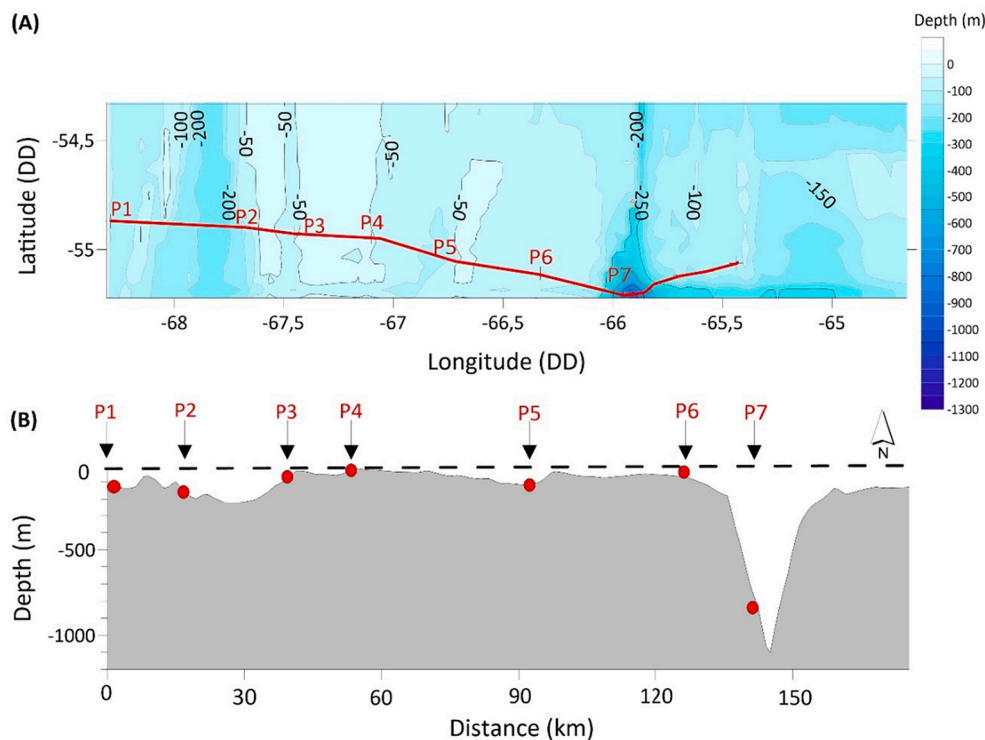 (A)
Depth (m)
0
-100
-200
-300
-400
-500
-600
-700
-800
-900
-1000
-1100
-1200
-1300
Latitude (DD)
-54,5
-55
-100
-200
-50
-50
-50
-200
-200
-50
-50
-250
-100
-150
P1
P2
P3
P4
P5
P6
P7
-68
-67,5
-67
-66,5
-66
-65,5
-65
Longitude (DD)
(B)
P1
P2
P3
P4
P5
P6
P7
N
Depth (m)
0
-500
-1000
0
30
60
90
120
150
Distance (km)